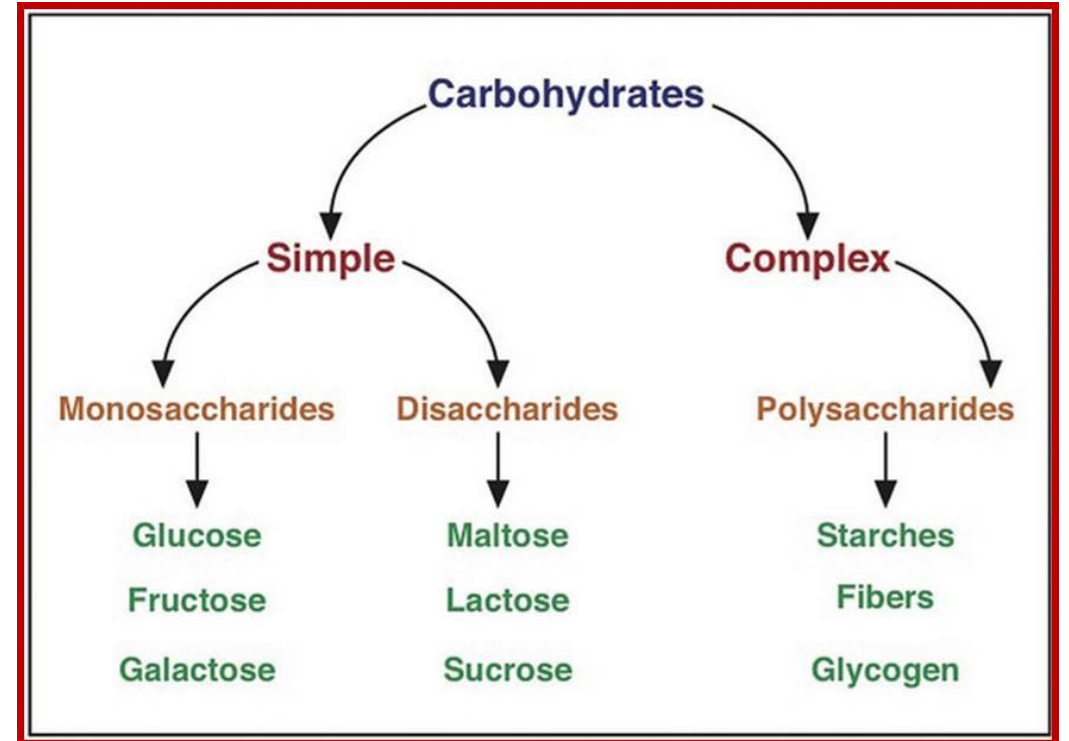 Carbohydrates
Simple
Complex
Monosaccharides
Disaccharides
Polysaccharides
Glucose
Maltose
Starches
Fructose
Lactose
Fibers
Galactose
Sucrose
Glycogen